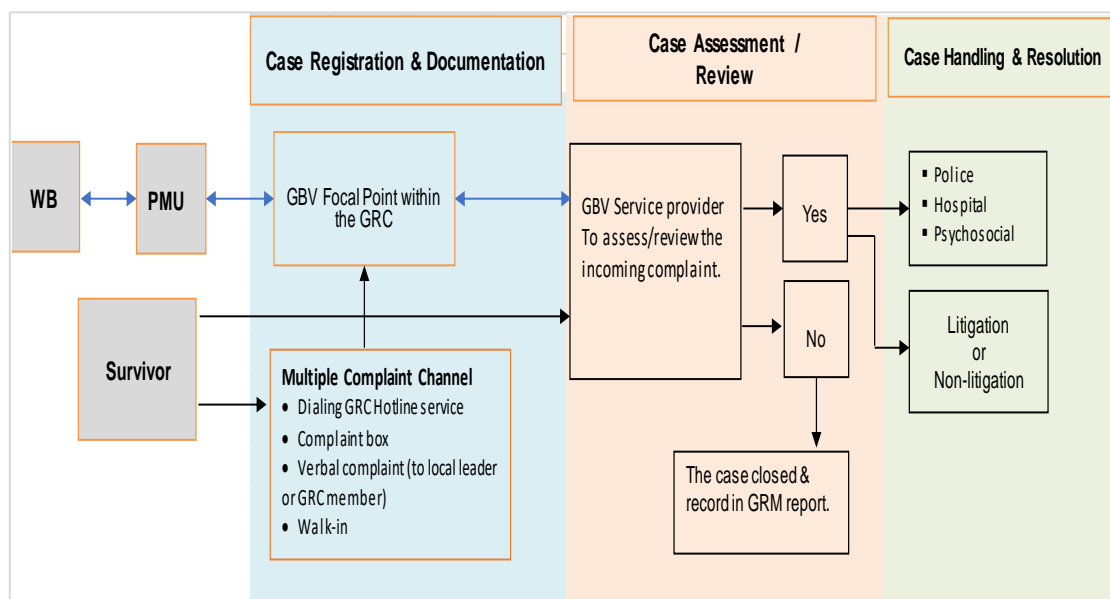 Case Registration & Documentation
Case Assessment /
Review
Case Handling & Resolution
WB
PMU
GBV Focal Point within
the GRC
GBV Service provider
To assess/review the
incoming complaint.
Yes
▪ Police
▪ Hospital
▪ Psychosocial
Survivor
No
Litigation
or
Non-litigation
Multiple Complaint Channel
• Dialing GRC Hotline service
• Complaint box
• Verbal complaint (to local leader
or GRC member)
• Walk-in
The case closed &
record in GRM report.